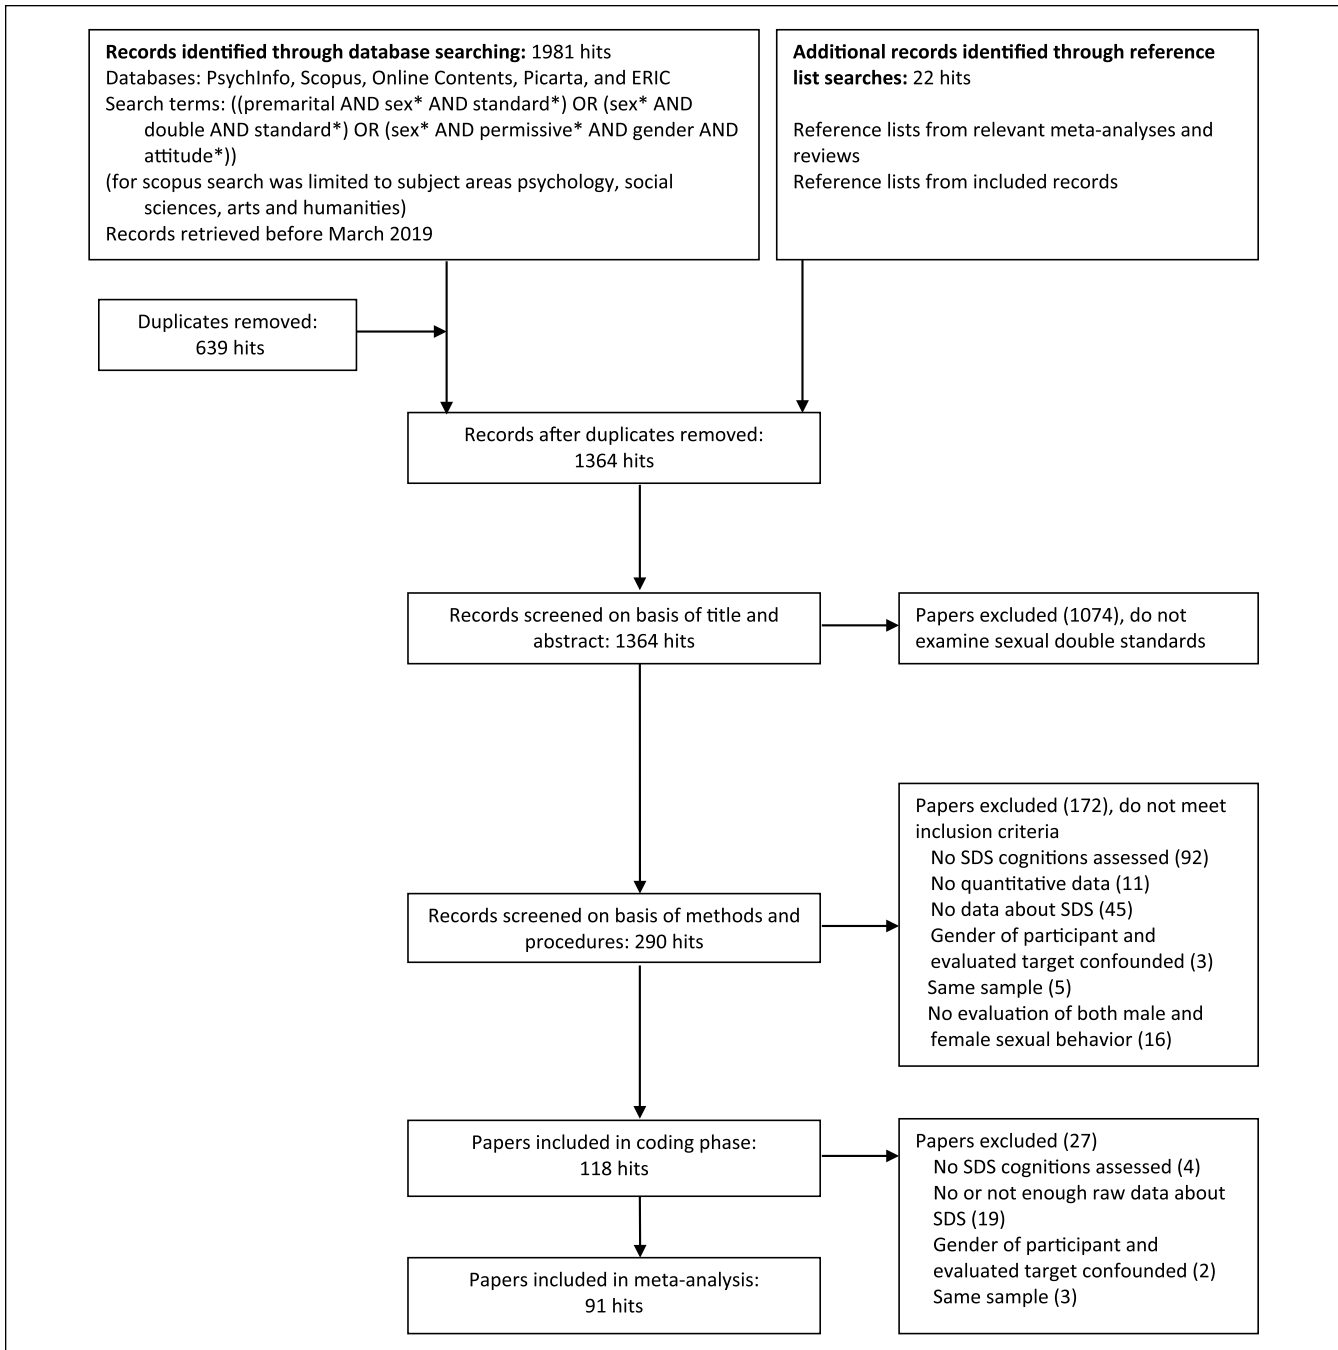 Records identified through database searching: 1981 hits
Databases: PsychInfo, Scopus, Online Contents, Picarta, and ERIC
Search terms: ((premarital AND sex* AND standard*) OR (sex* AND
double AND standard*) OR (sex* AND permissive* AND gender AND
attitude*))
(for scopus search was limited to subject areas psychology, social
sciences, arts and humanities)
Records retrieved before March 2019
Additional records identified through reference
list searches: 22 hits
Reference lists from relevant meta-analyses and
reviews
Reference lists from included records
Duplicates removed:
639 hits
Records after duplicates removed:
1364 hits
Records screened on basis of title and
abstract: 1364 hits
Papers excluded (1074), do not
examine sexual double standards
Records screened on basis of methods and
procedures: 290 hits
Papers excluded (172), do not meet
inclusion criteria
No SDS cognitions assessed (92)
No quantitative data (11)
No data about SDS (45)
Gender of participant and
evaluated target confounded (3)
Same sample (5)
No evaluation of both male and
female sexual behavior (16)
Papers included in coding phase:
118 hits
Papers excluded (27)
No SDS cognitions assessed (4)
No or not enough raw data about
SDS (19)
Gender of participant and
evaluated target confounded (2)
Same sample (3)
Papers included in meta-analysis:
91 hits